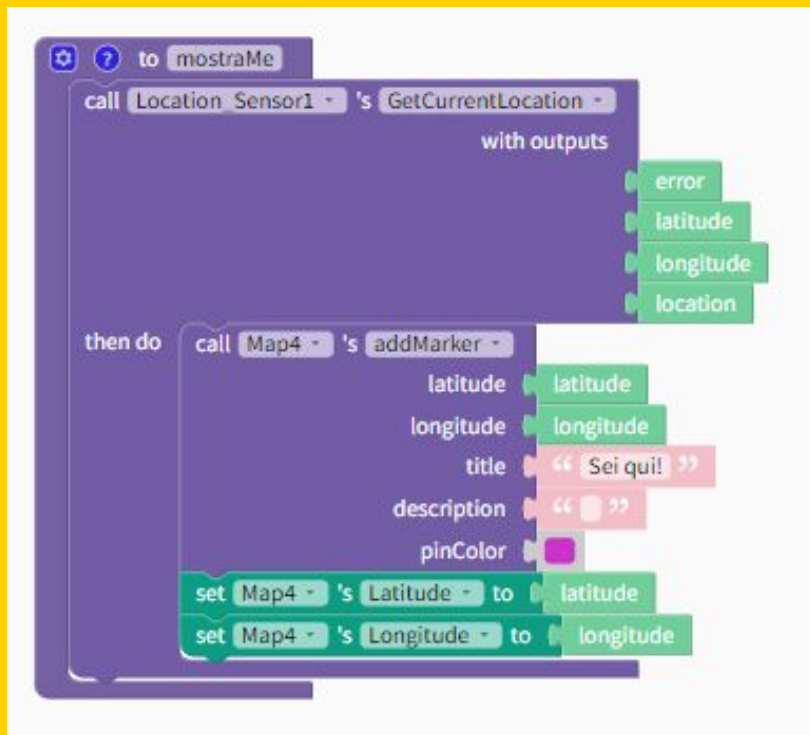 ? to mostraMe
call Location_Sensor1 's GetCurrentLocation
with outputs
error
latitude
longitude
location
then do call Map4 's addMarker
latitude latitude
longitude longitude
title “ Sei qui! ”
description “ ”
pinColor
set Map4 's Latitude to latitude
set Map4 's Longitude to longitude